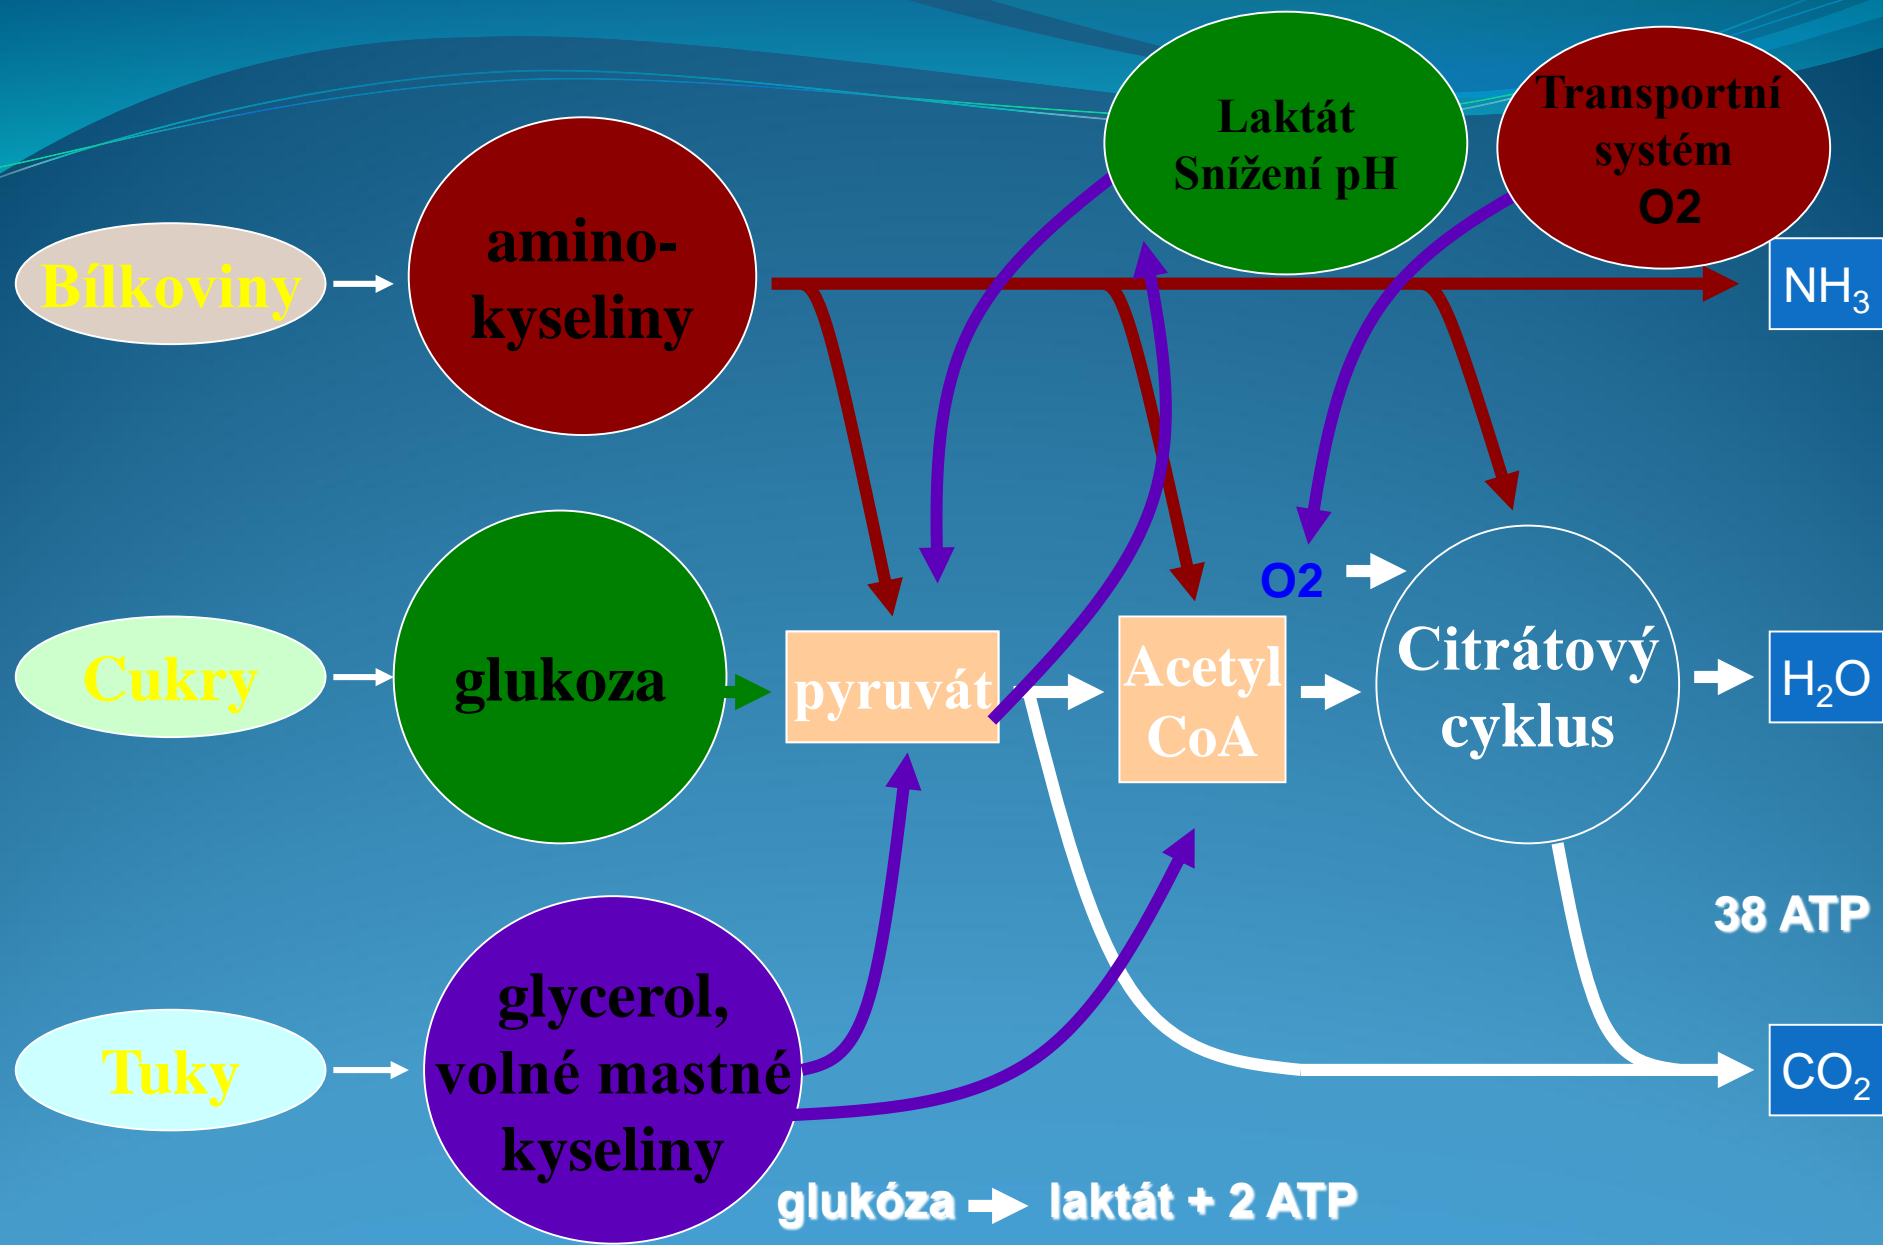 Laktát
Snížení pH
Transportní
systém
O2
Bílkoviny
amino-
kyseliny
NH3
Cukry
glukoza
pyruvát
Acetyl
CoA
O2
Citrátový
cyklus
H2O
38 ATP
Tuky
glycerol,
volné mastné
kyseliny
CO2
glukóza laktát + 2 ATP